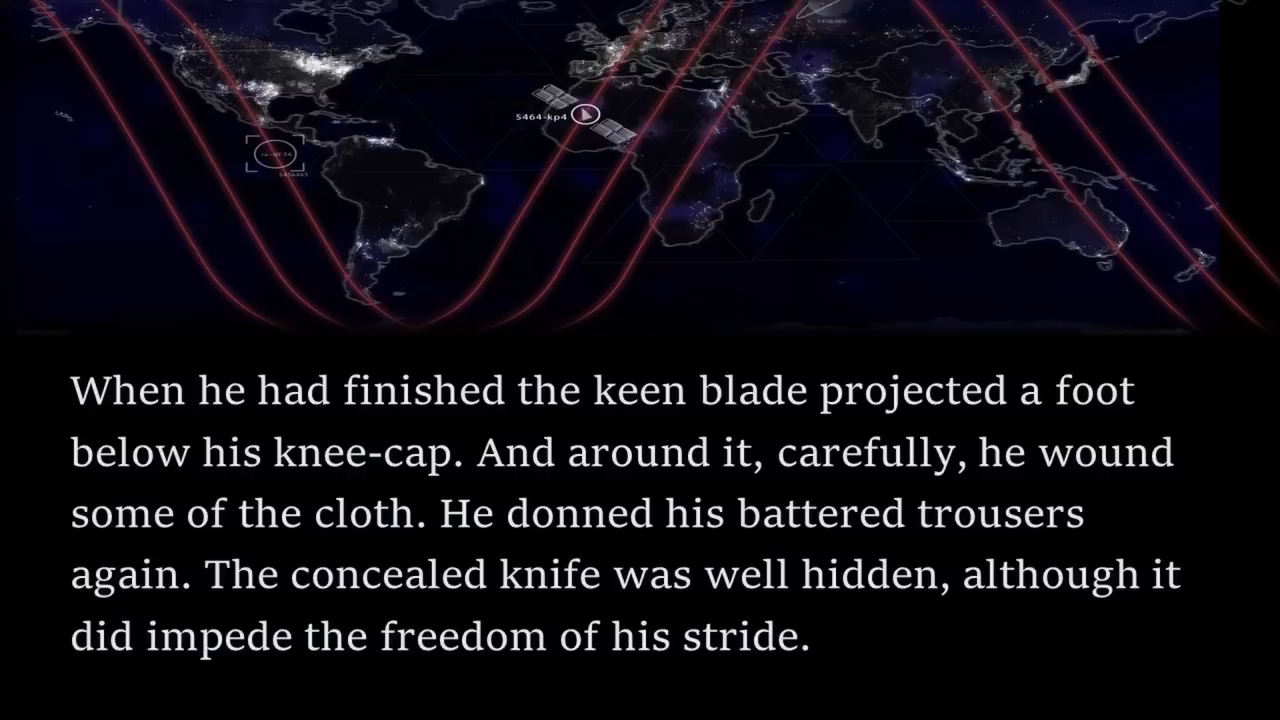 S464-kp4
When he had finished the keen blade projected a foot
below his knee-cap. And around it, carefully, he wound
some of the cloth. He donned his battered trousers
again. The concealed knife was well hidden, although it
did impede the freedom of his stride.